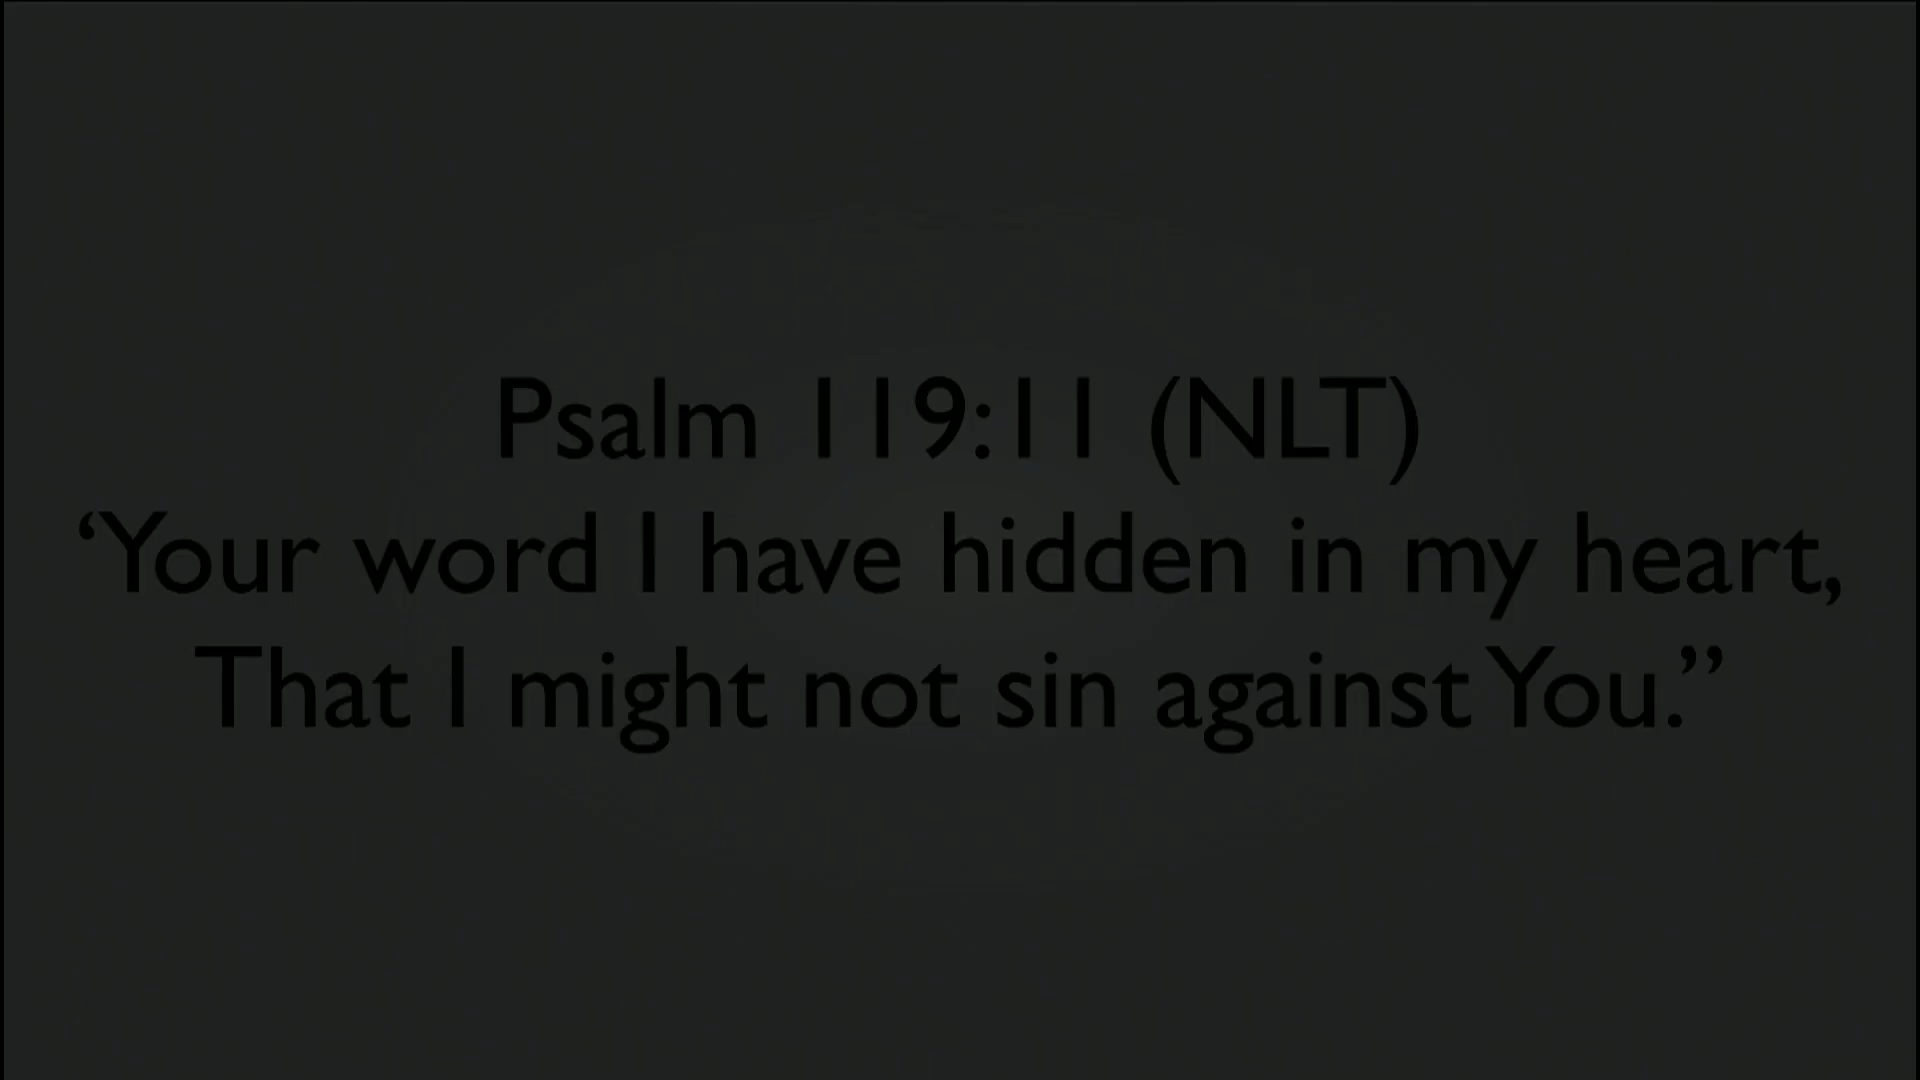 Psalm 119:11 (NLT)
‘Your word I have hidden in my heart,
That I might not sin against You.”